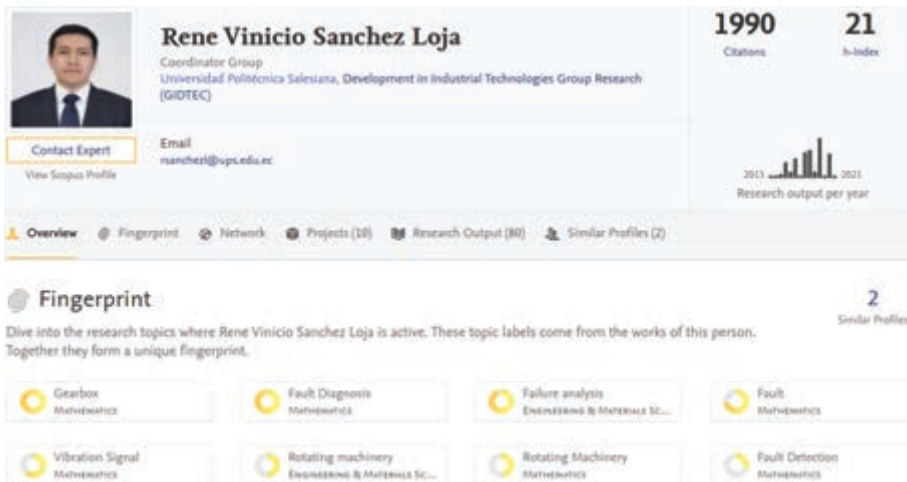 Rene Vinicio Sanchez Loja
Coordinator Group
Universidad Politécnica Salesiana, Development in Industrial Technologies Group Research
(GIDTEC)
1990
Citations
21
h-Index
Contact Expert
View Scopus Profile
Email
rsanchezl@ups.edu.ec
2013 2021
Research output per year
Overview Fingerprint Network Projects (10) Research Output (80) Similar Profiles (2)
Fingerprint
Dive into the research topics where Rene Vinicio Sanchez Loja is active. These topic labels come from the works of this person.
Together they form a unique fingerprint.
2
Similar Profiles
Gearbox
MATHEMATICS
Fault Diagnosis
MATHEMATICS
Failure analysis
ENGINEERING & MATERIALS SC...
Fault
MATHEMATICS
Vibration Signal
MATHEMATICS
Rotating machinery
ENGINEERING & MATERIALS SC...
Rotating Machinery
MATHEMATICS
Fault Detection
MATHEMATICS